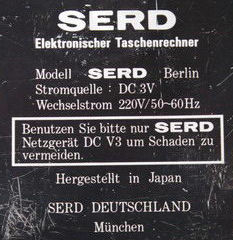 SERD
Elektronischer Taschenrechner
Modell SERD Berlin
Stromquelle : DC 3V
Wechselstrom 220V/50~60Hz
Benutzen Sie bitte nur SERD
Netzgerät DC V3 um Schaden zu
vermeiden.
Hergestellt in Japan
SERD DEUTSCHLAND
München